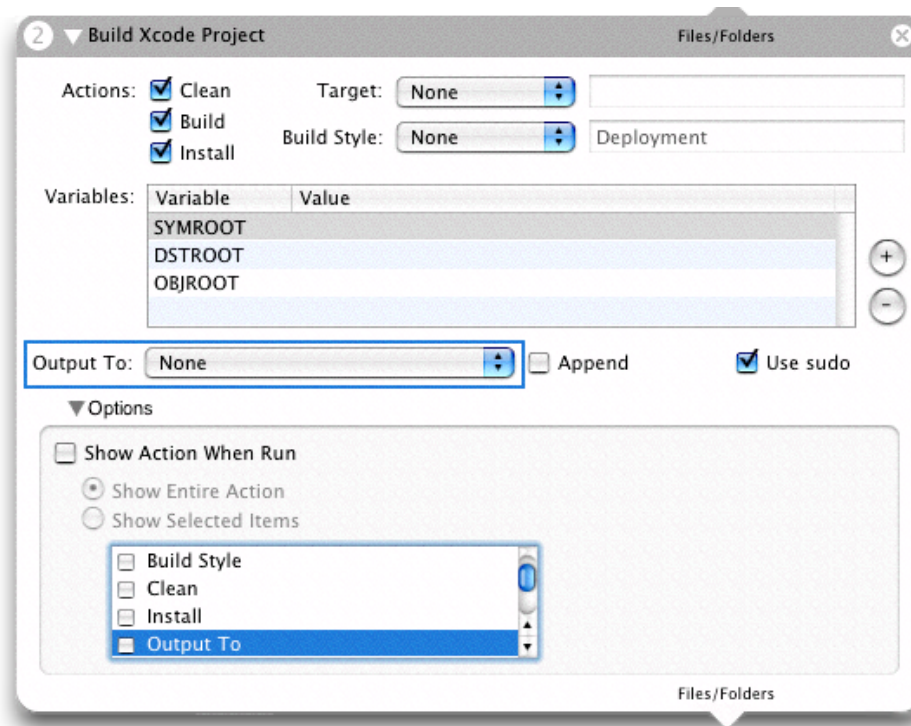 2 Build Xcode Project Files/Folders
Actions: Clean Target: None
Build
Install Build Style: None Deployment
Variables: Variable Value
SYMROOT
DSTROOT
OBJROOT
+
-
Output To: None Append Use sudo
Options
Show Action When Run
Show Entire Action
Show Selected Items
Build Style
Clean
Install
Output To
Files/Folders